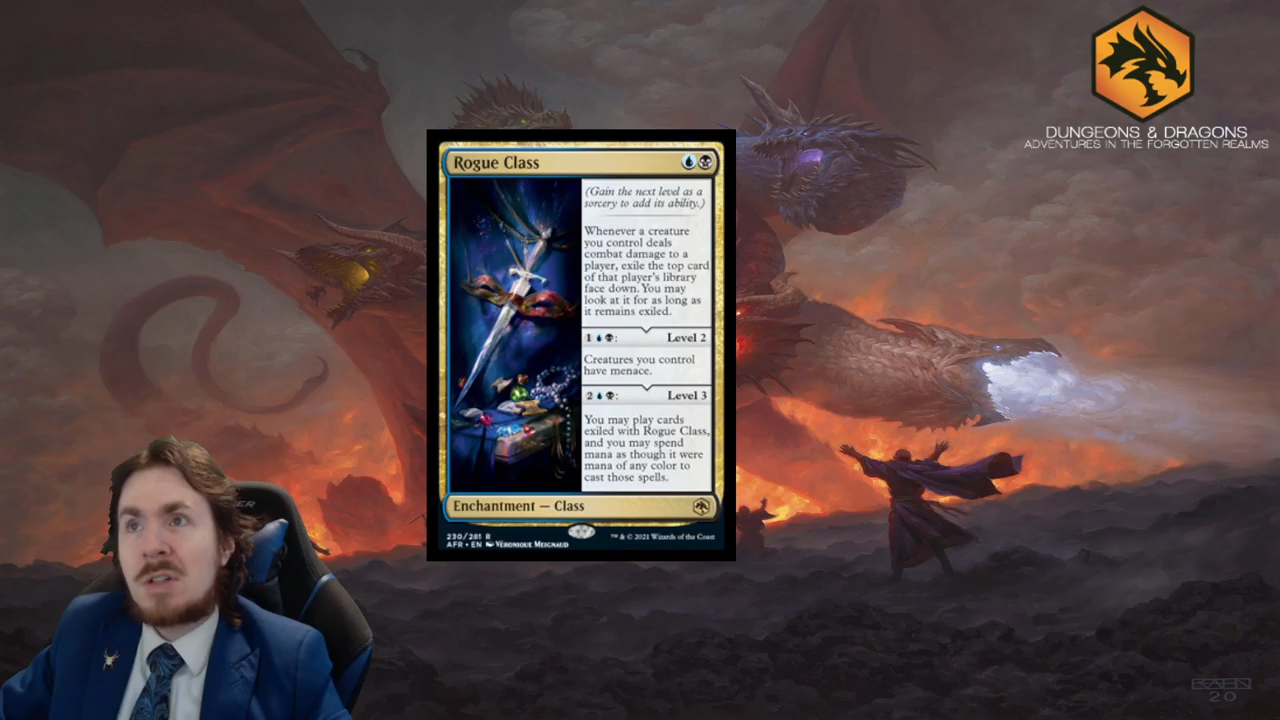 DUNGEONS & DRAGONS
ADVENTURES IN THE FORGOTTEN REALMS
Rogue Class
(Gain the next level as a
sorcery to add its ability.)
Whenever a creature
you control deals
combat damage to a
player, exile the top card
of that player's library
face down. You may
look at it for as long as
it remains exiled.
1 : Level 2
Creatures you control
have menace.
2 : Level 3
You may play cards
exiled with Rogue Class,
and you may spend
mana as though it were
mana of any color to
cast those spells.
Enchantment — Class
230/281 R
AFR • EN VÉRONIQUE MEIGNAUD
™ & © 2021 Wizards of the Coast
RAHN
20